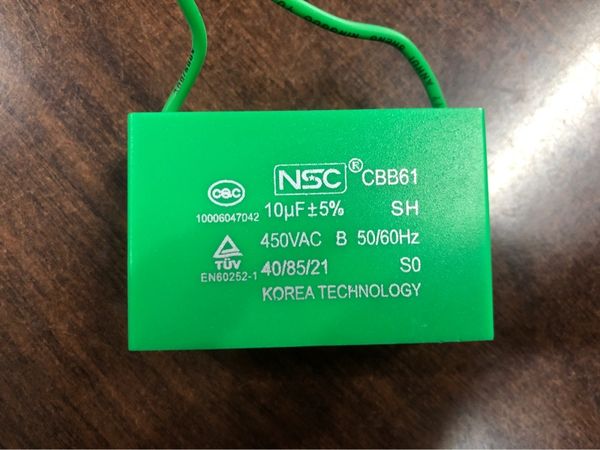 NSC® CBB61
CQC
10006047042
10μF±5% SH
450VAC B 50/60Hz
TÜV
EN60252-1
40/85/21 S0
KOREA TECHNOLOGY